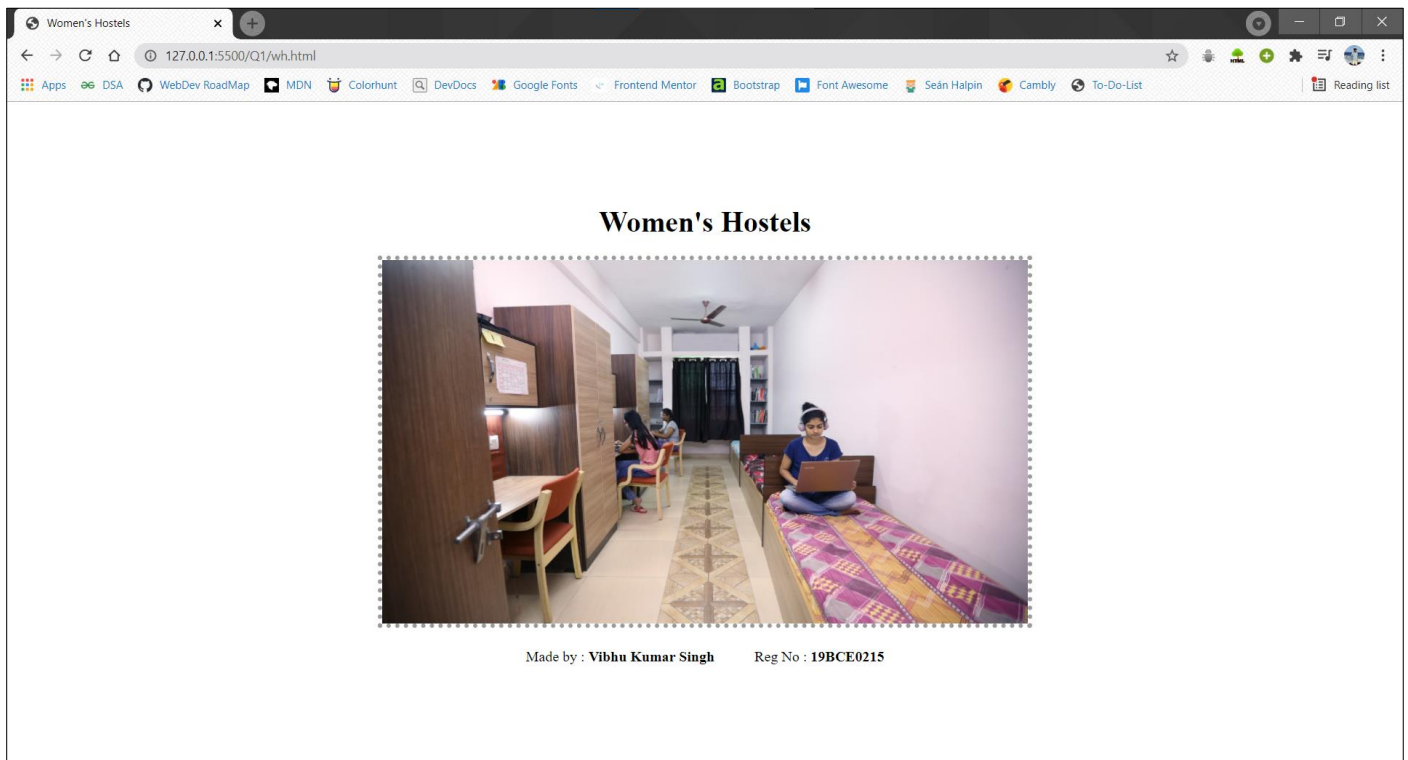 Women's Hostels
127.0.0.1:5500/Q1/wh.html
Apps DSA WebDev RoadMap MDN Colorhunt DevDocs Google Fonts Frontend Mentor Bootstrap Font Awesome Seán Halpin Cambly To-Do-List Reading list
Women's Hostels
Made by : Vibhu Kumar Singh Reg No : 19BCE0215